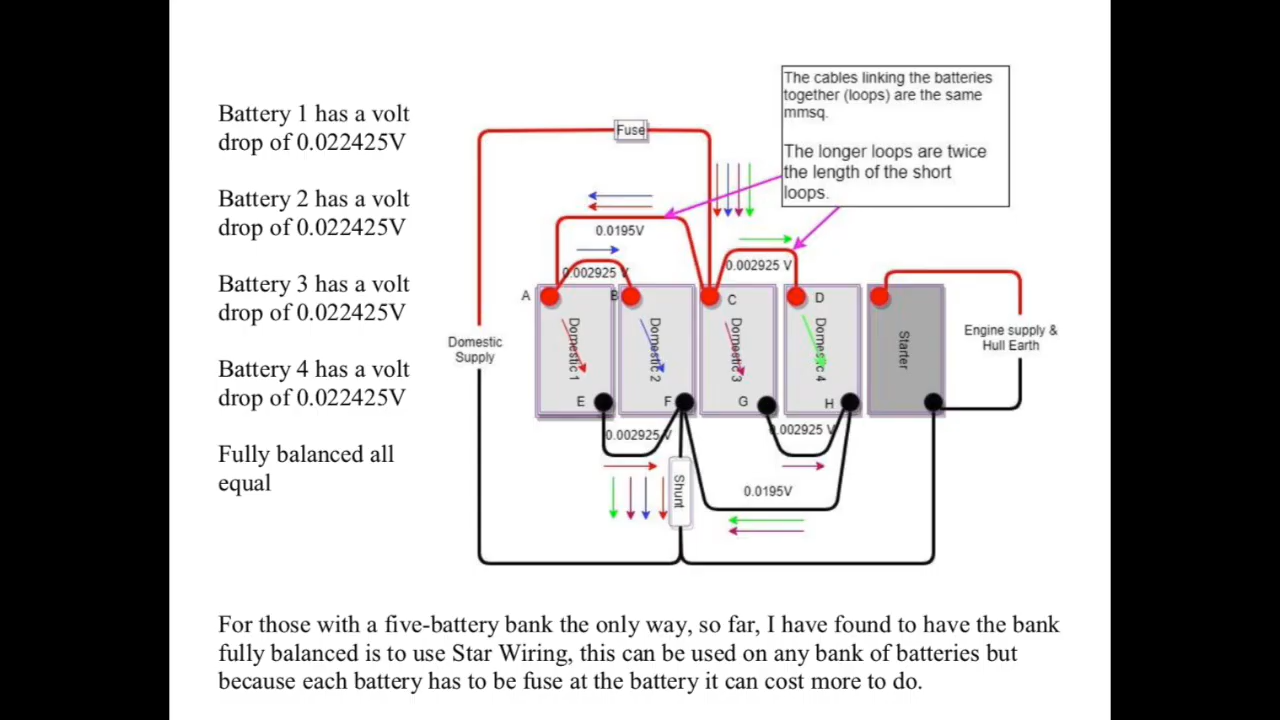 Battery 1 has a volt
drop of 0.022425V
Battery 2 has a volt
drop of 0.022425V
Battery 3 has a volt
drop of 0.022425V
Battery 4 has a volt
drop of 0.022425V
Fully balanced all
equal
The cables linking the batteries
together (loops) are the same
mmsq.
The longer loops are twice
the length of the short
loops.
Fuse
0.0195V
0.002925 V
0.002925 V
A
B
C
D
Domestic
Supply
Domestic 1
Domestic 2
Domestic 3
Domestic 4
Starter
Engine supply &
Hull Earth
E
F
G
H
0.002925 V
0.002925 V
Shunt
0.0195V
For those with a five-battery bank the only way, so far, I have found to have the bank
fully balanced is to use Star Wiring, this can be used on any bank of batteries but
because each battery has to be fuse at the battery it can cost more to do.